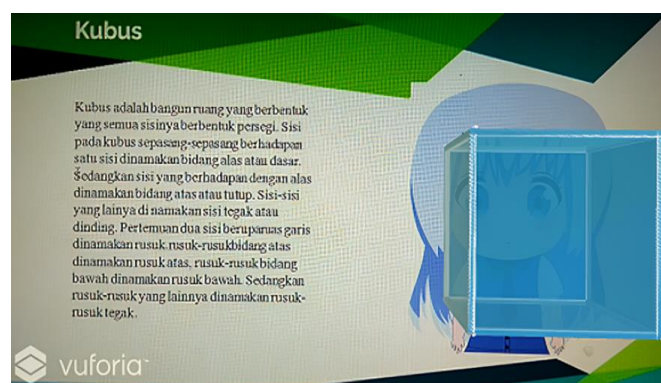 Kubus
Kubus adalah bangun ruang yang berbentuk
yang semua sisinya berbentuk persegi. Sisi
pada kubus sepasang-sepasang berhadapan
satu sisi dinamakan bidang alas atau dasar.
Sedangkan sisi yang berhadapan dengan alas
dinamakan bidang atas atau tutup. Sisi-sisi
yang lainya di namakan sisi tegak atau
dinding. Pertemuan dua sisi berupa ruas garis
dinamakan rusuk.rusuk-rusukbidang atas
dinamakan rusuk atas, rusuk-rusuk bidang
bawah dinamakan rusuk bawah. Sedangkan
rusuk-rusuk yang lainnya dinamakan rusuk-
rusuk tegak.
vuforia™